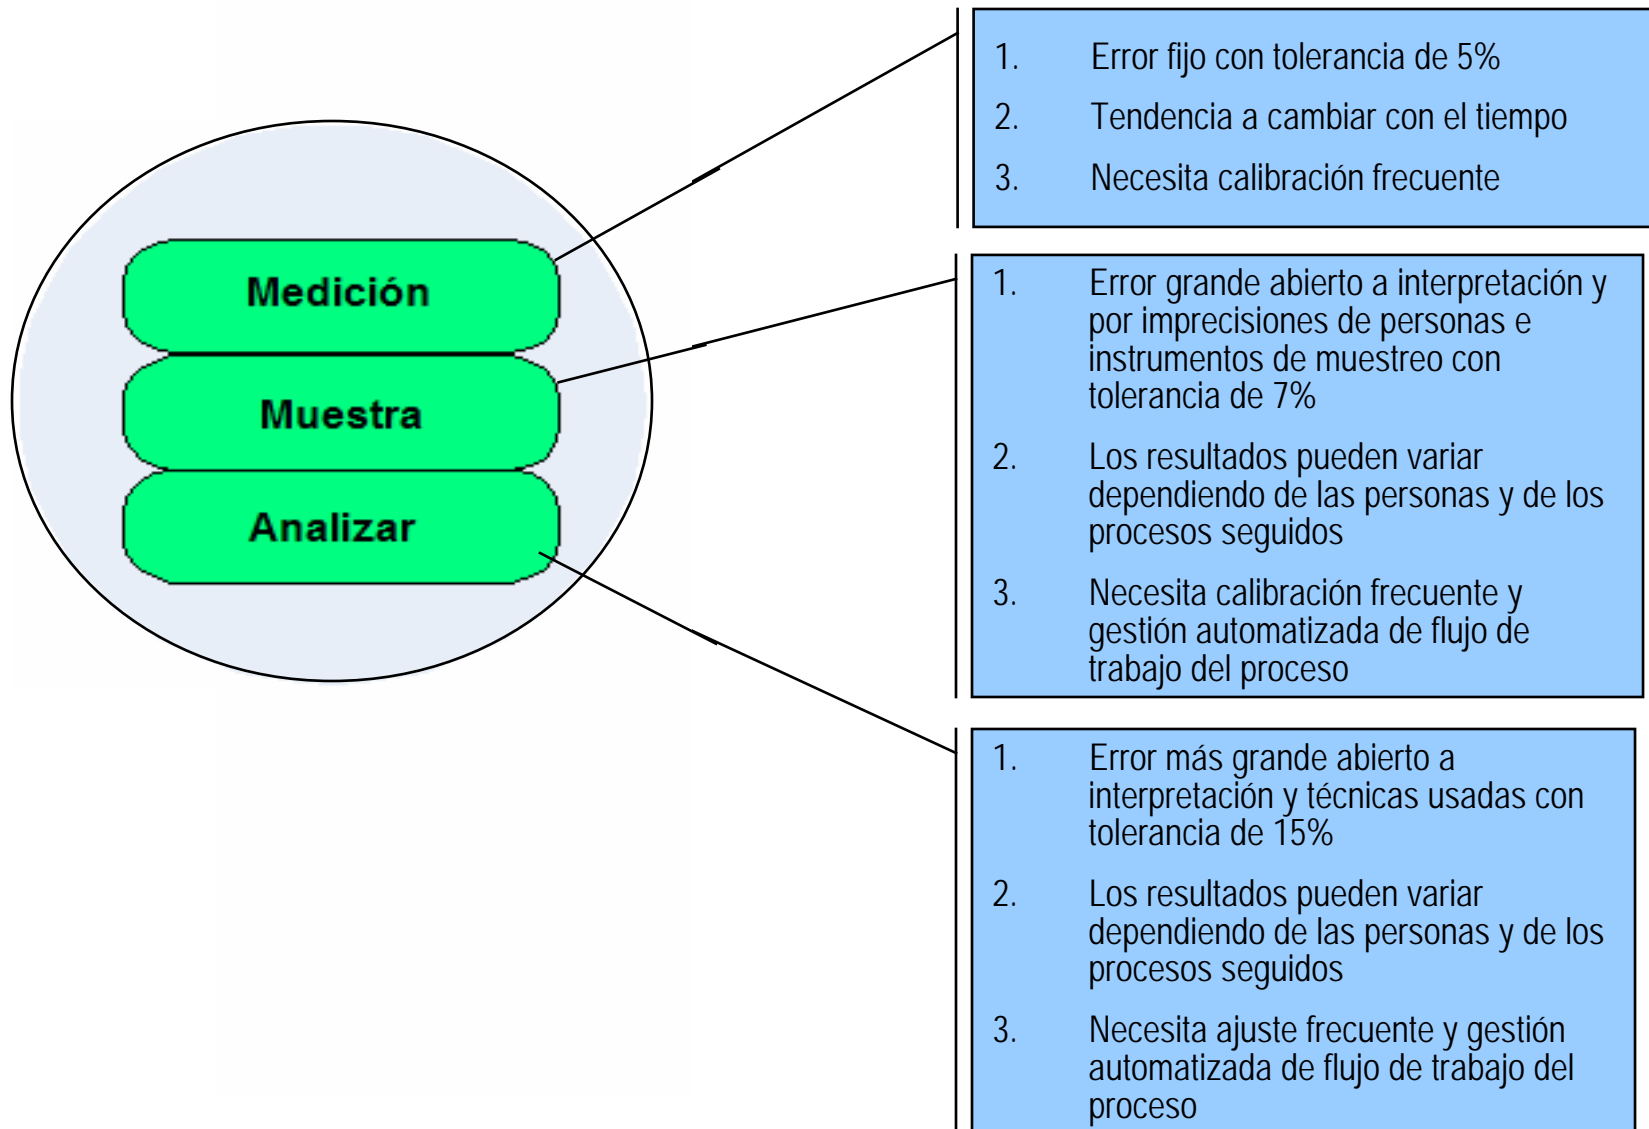 Medición
Muestra
Analizar
1. Error fijo con tolerancia de 5%
2. Tendencia a cambiar con el tiempo
3. Necesita calibración frecuente
1. Error grande abierto a interpretación y
por imprecisiones de personas e
instrumentos de muestreo con
tolerancia de 7%
2. Los resultados pueden variar
dependiendo de las personas y de los
procesos seguidos
3. Necesita calibración frecuente y
gestión automatizada de flujo de
trabajo del proceso
1. Error más grande abierto a
interpretación y técnicas usadas con
tolerancia de 15%
2. Los resultados pueden variar
dependiendo de las personas y de los
procesos seguidos
3. Necesita ajuste frecuente y gestión
automatizada de flujo de trabajo del
proceso